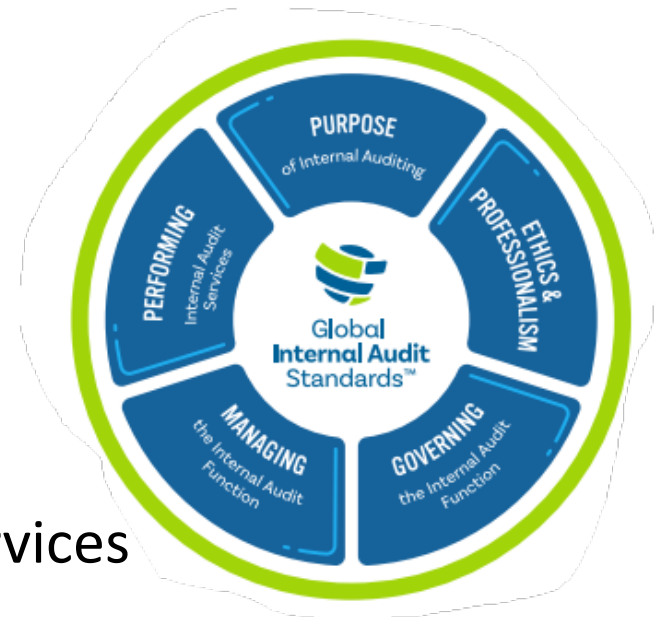 PURPOSE
of Internal Auditing
ETHICS &
PROFESSIONALISM
GOVERNING
the Internal Audit
Function
MANAGING
the Internal Audit
Function
PERFORMING
Internal Audit
Services
Global
Internal Audit
Standards™
rvices